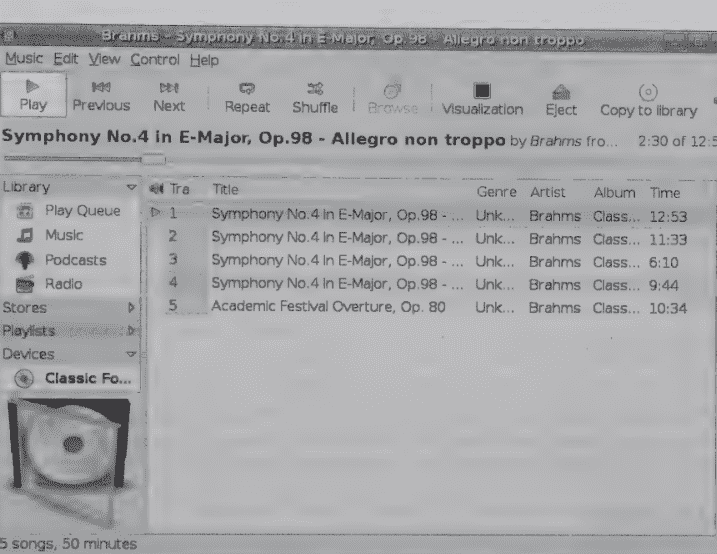 Brahms - Symphony No.4 in E-Major, Op.98 - Allegro non troppo
Music Edit View Control Help
Play Previous Next Repeat Shuffle Browse Visualization Eject Copy to library
Symphony No.4 in E-Major, Op.98 - Allegro non troppo by Brahms fro... 2:30 of 12:5
Library
Play Queue
Music
Podcasts
Radio
Stores
Playlists
Devices
Classic Fo...
Tra Title Genre Artist Album Time
1 Symphony No.4 in E-Major, Op.98 - ... Unk... Brahms Class... 12:53
2 Symphony No.4 in E-Major, Op.98 - ... Unk... Brahms Class... 11:33
3 Symphony No.4 in E-Major, Op.98 - ... Unk... Brahms Class... 6:10
4 Symphony No.4 in E-Major, Op.98 - ... Unk... Brahms Class... 9:44
5 Academic Festival Overture, Op. 80 Unk... Brahms Class... 10:34
5 songs, 50 minutes